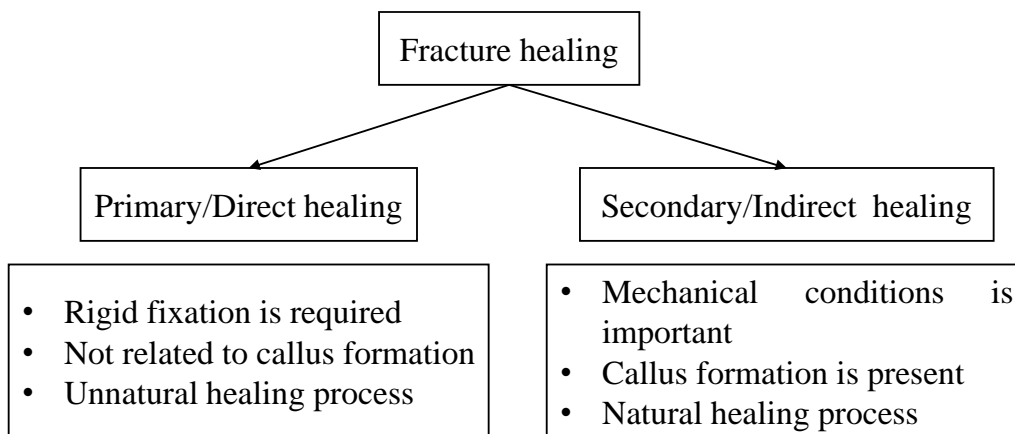 Fracture healing
Primary/Direct healing
Secondary/Indirect healing
• Rigid fixation is required
• Not related to callus formation
• Unnatural healing process
• Mechanical conditions is
important
• Callus formation is present
• Natural healing process